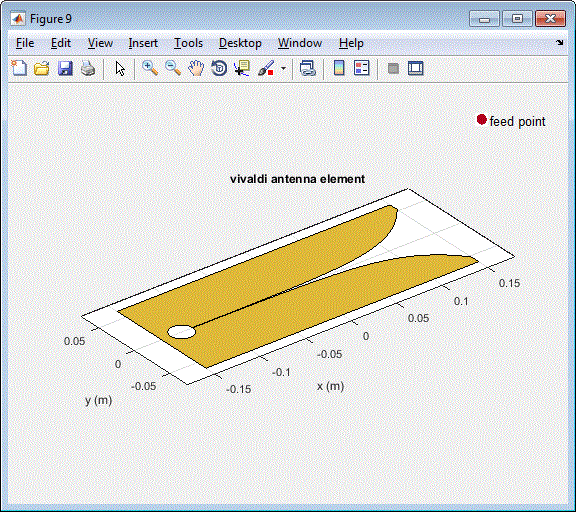 Figure 9
File Edit View Insert Tools Desktop Window Help
feed point
vivaldi antenna element
0.05
0
-0.05
y (m)
-0.15
-0.1
-0.05
0
0.05
0.1
0.15
x (m)